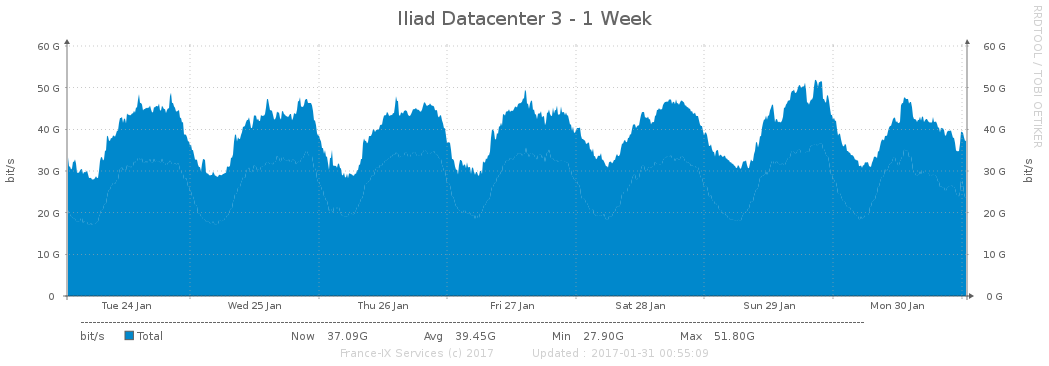 Iliad Datacenter 3 - 1 Week
RRDTOOL / TOBI OETIKER
60 G 60 G
50 G 50 G
40 G 40 G
30 G 30 G
20 G 20 G
10 G 10 G
0 0 G
bit/s bit/s
Tue 24 Jan Wed 25 Jan Thu 26 Jan Fri 27 Jan Sat 28 Jan Sun 29 Jan Mon 30 Jan
bit/s Total Now 37.09G Avg 39.45G Min 27.90G Max 51.80G
France-IX Services (c) 2017 Updated : 2017-01-31 00:55:09